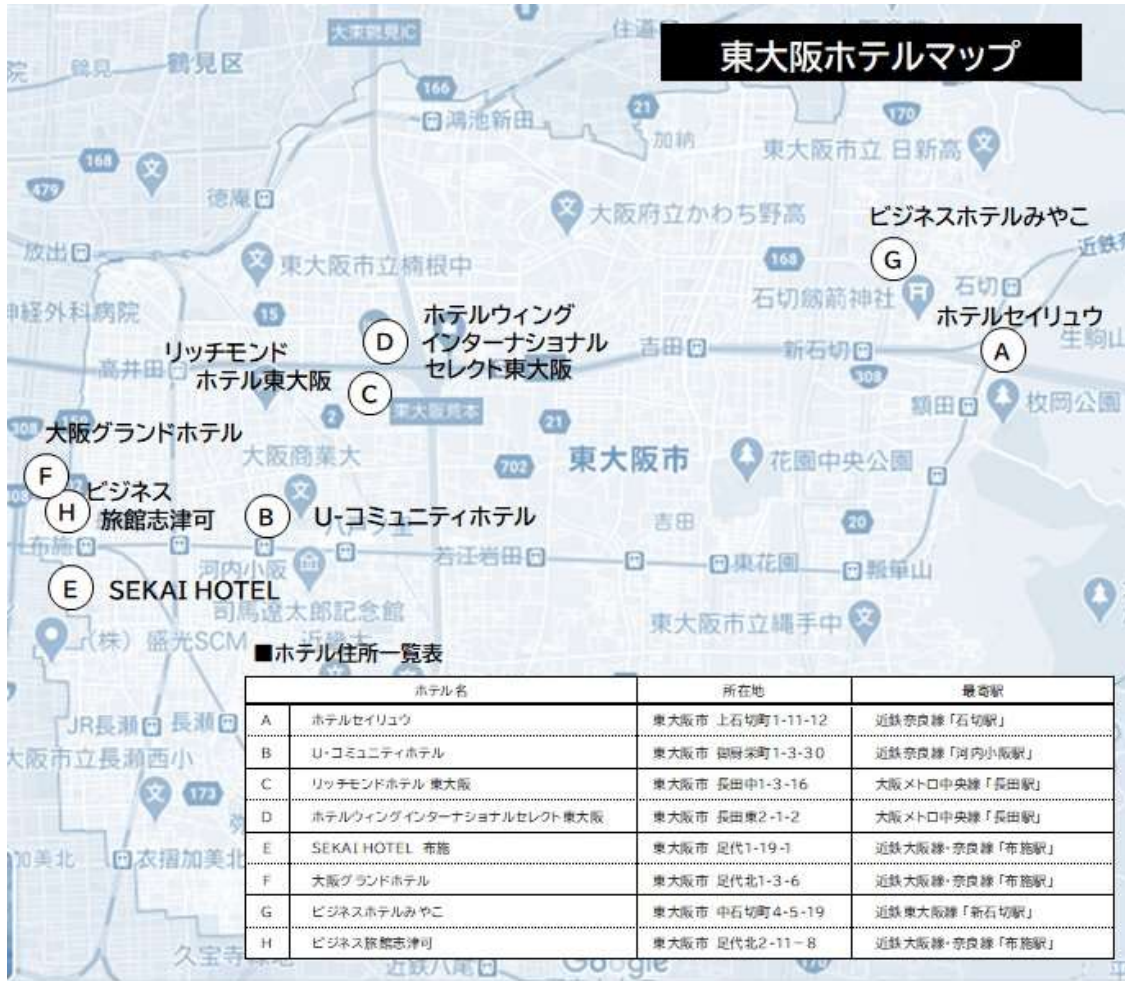 大東鶴見IC
住道
東大阪ホテルマップ
鶴見
鶴見区
166
鴻池新田
21
170
加納
東大阪市立 日新高
168
479
徳庵
大阪府立かわち野高
ビジネスホテルみやこ
放出
東大阪市立楠根中
168
G
近鉄
石切劔箭神社
石切
神経外科病院
15
D
ホテルウィング
インターナショナル
セレクト東大阪
ホテルセイリュウ
リッチモンド
ホテル東大阪
高井田
吉田
新石切
A
生駒山
C
308
2
東大阪荒本
額田
枚岡公園
308
大阪グランドホテル
21
大阪商業大
702
東大阪市
花園中央公園
F
308
H
ビジネス
旅館志津可
B
U-コミュニティホテル
吉田
20
布施
河内小阪
八戸ノ里
若江岩田
東花園
瓢箪山
E
SEKAI HOTEL
司馬遼太郎記念館
東大阪市立縄手中
(株) 盛光SCM
近畿大
■ホテル住所一覧表
ホテル名 所在地 最寄駅
A ホテルセイリュウ 東大阪市 上石切町1-11-12 近鉄奈良線「石切駅」
B U-コミュニティホテル 東大阪市 御厨栄町1-3-30 近鉄奈良線「河内小阪駅」
C リッチモンドホテル 東大阪 東大阪市 長田中1-3-16 大阪メトロ中央線「長田駅」
D ホテルウィングインターナショナルセレクト東大阪 東大阪市 長田東2-1-2 大阪メトロ中央線「長田駅」
E SEKAI HOTEL 布施 東大阪市 足代1-19-1 近鉄大阪線・奈良線「布施駅」
F 大阪グランドホテル 東大阪市 足代北1-3-6 近鉄大阪線・奈良線「布施駅」
G ビジネスホテルみやこ 東大阪市 中石切町4-5-19 近鉄東大阪線「新石切駅」
H ビジネス旅館志津可 東大阪市 足代北2-11-8 近鉄大阪線・奈良線「布施駅」
JR長瀬
長瀬
大阪市立長瀬西小
173
加美北
衣摺加美北
久宝寺緑地
近鉄八尾
Google